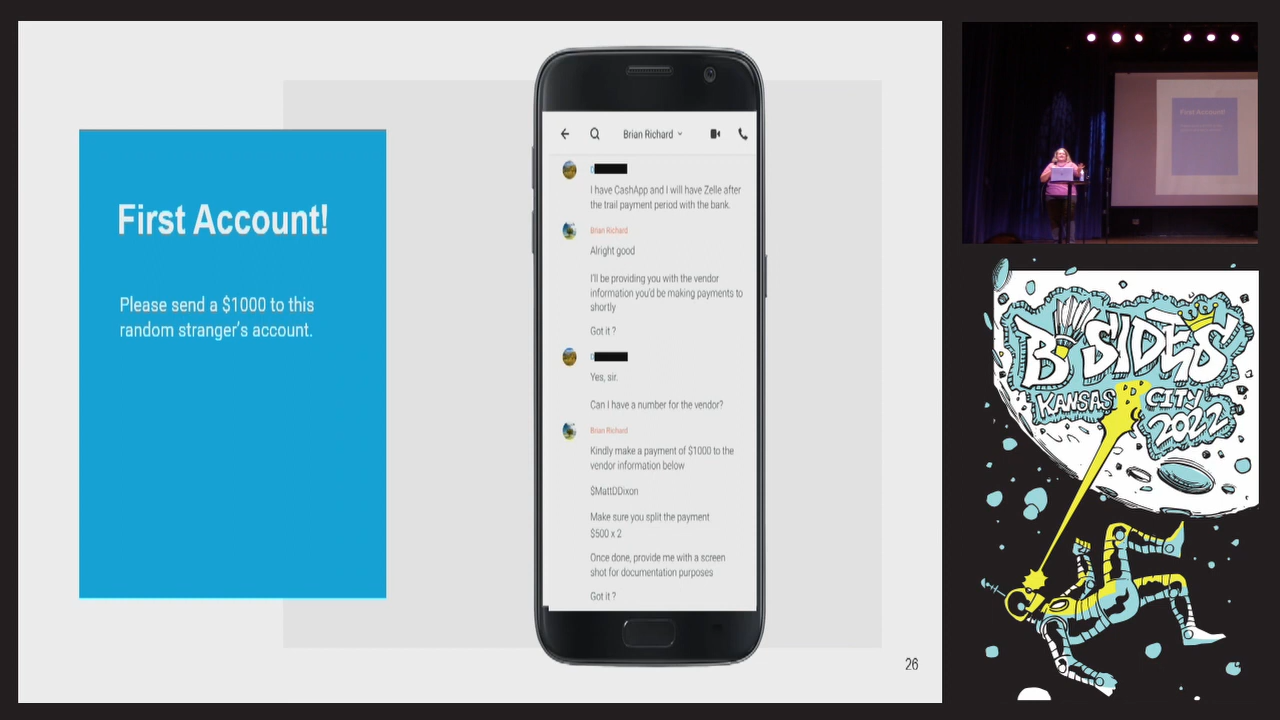 First Account!
Please send a $1000 to this
random stranger's account.
Brian Richard
I have CashApp and I will have Zelle after
the trail payment period with the bank.
Brian Richard
Alright good
I'll be providing you with the vendor
information you'd be making payments to
shortly
Got it ?
Yes, sir.
Can I have a number for the vendor?
Brian Richard
Kindly make a payment of $1000 to the
vendor information below
$MattDDixon
Make sure you split the payment
$500 x 2
Once done, provide me with a screen
shot for documentation purposes
Got it ?
26
First Account!
BSIDES
KANSAS CITY
2022